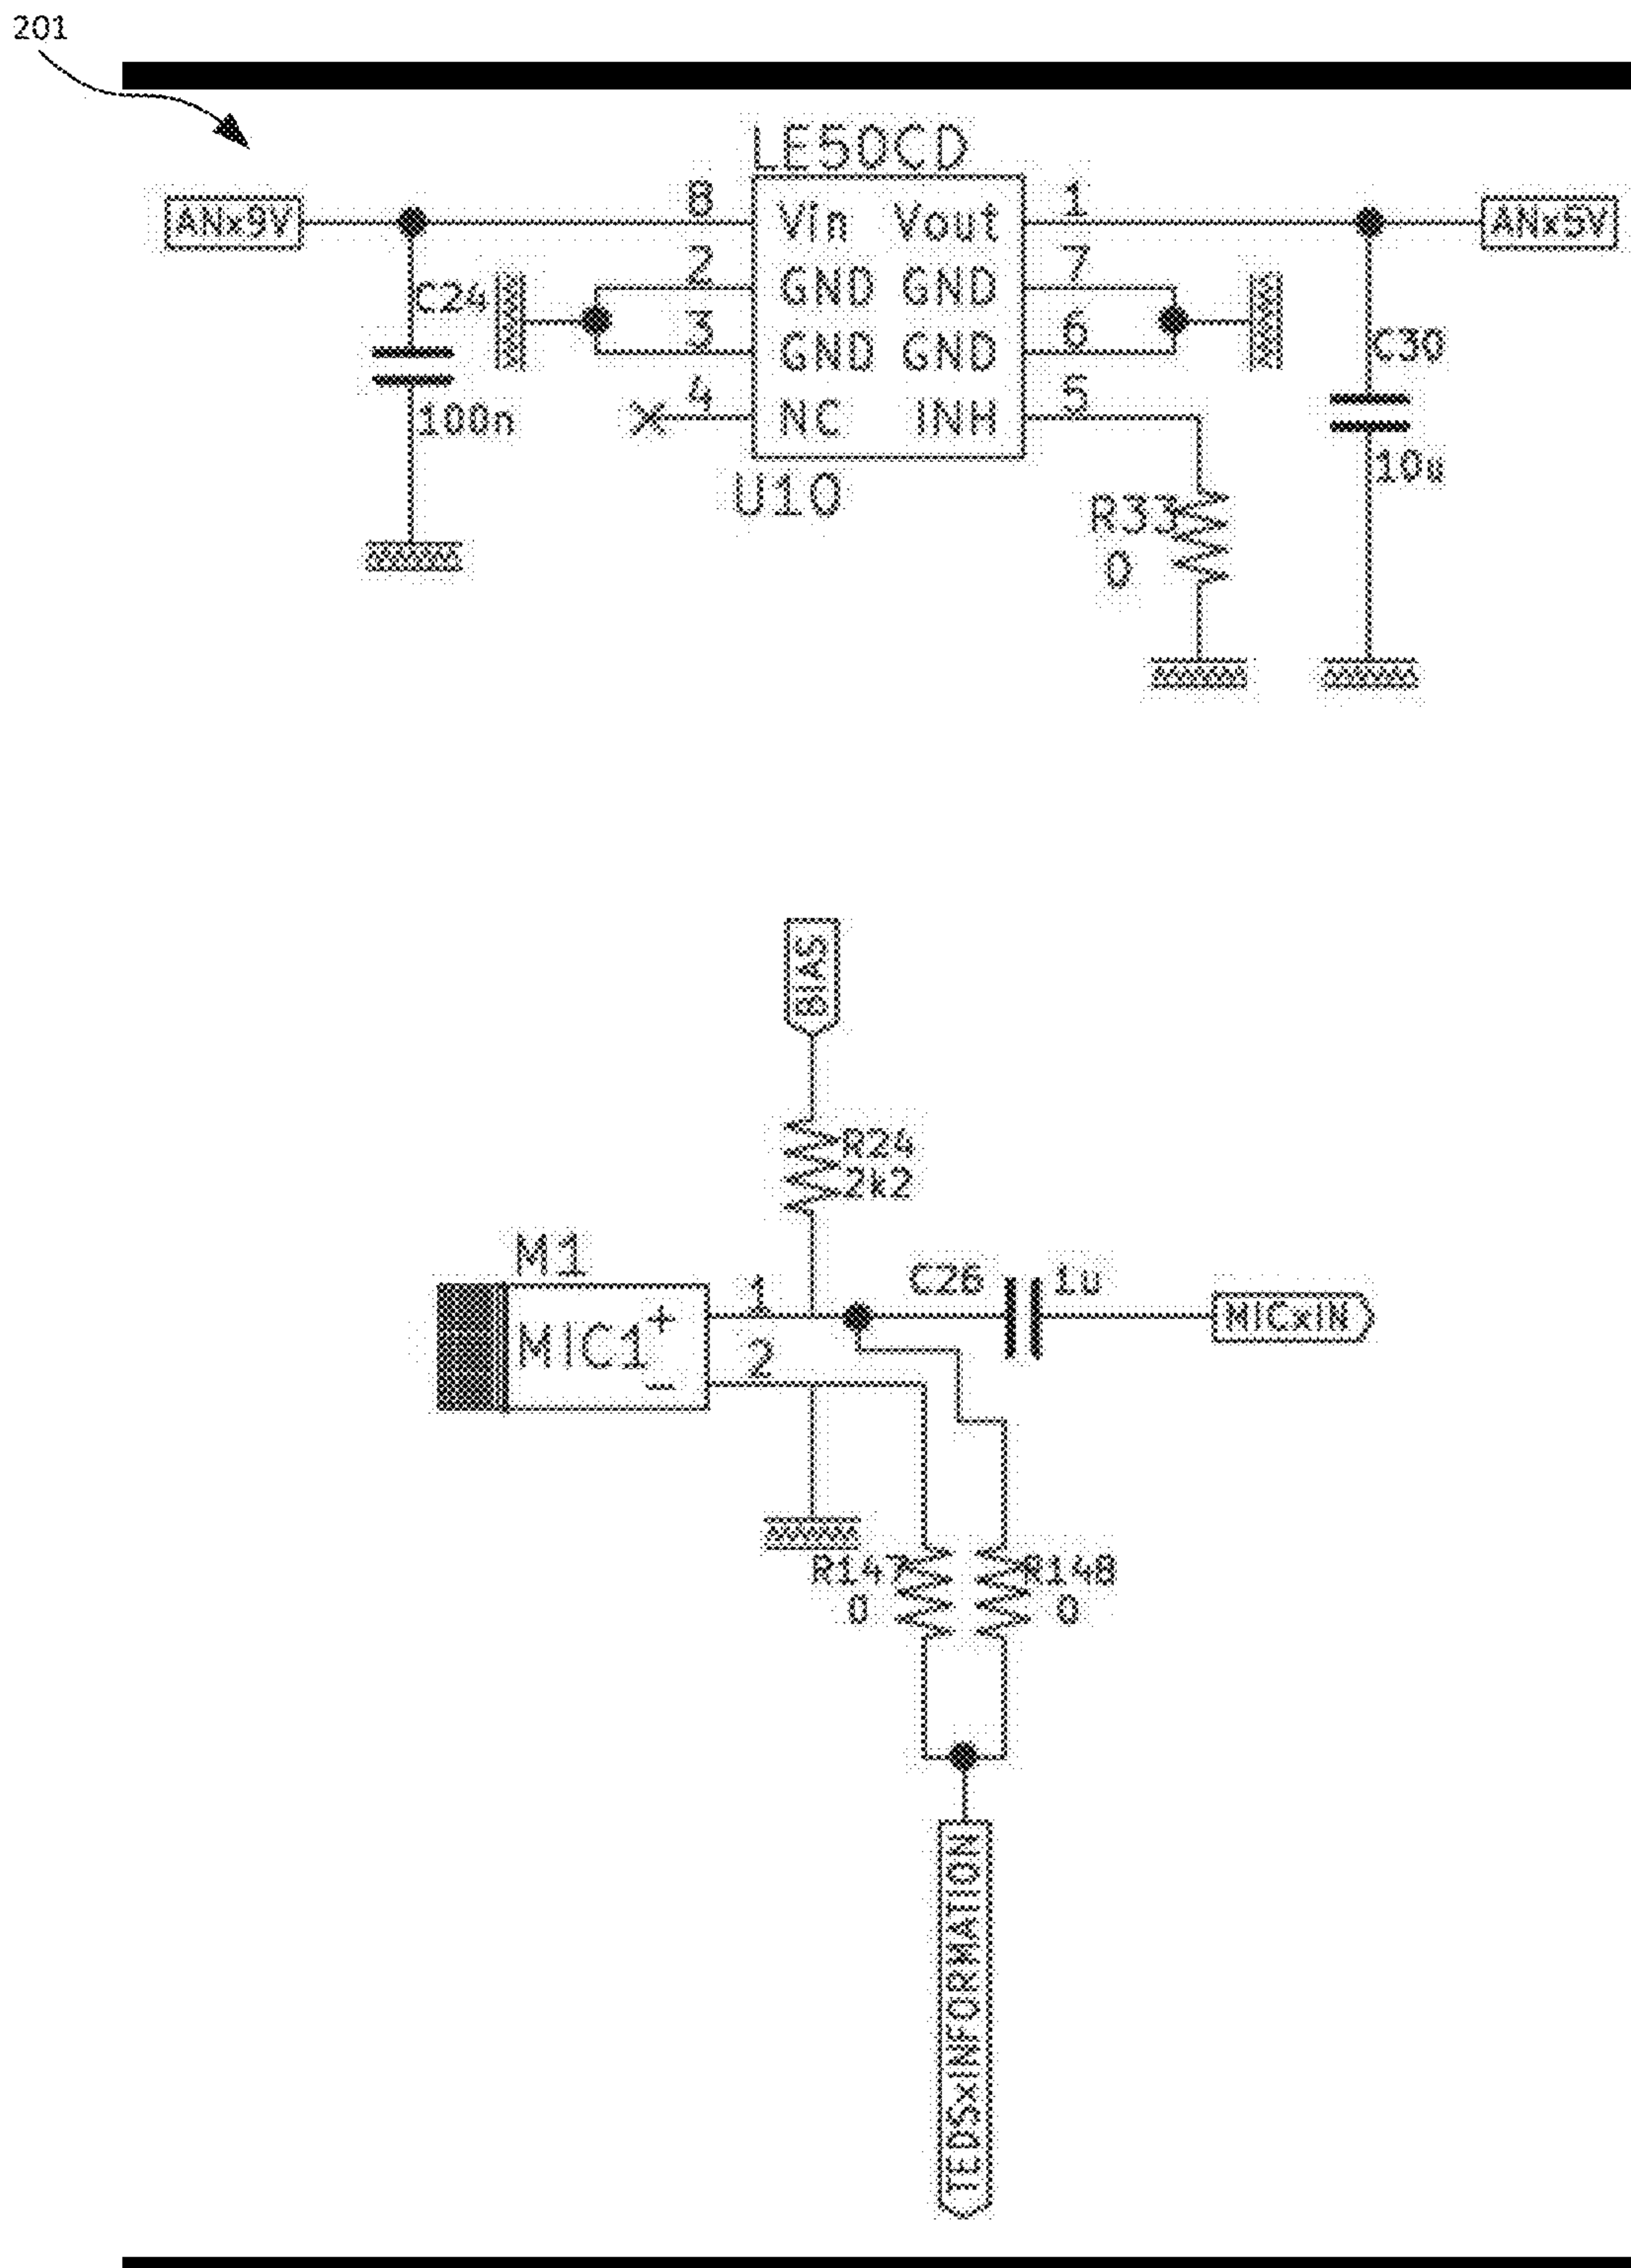 201
LE50CD
ANx9V
8
Vin
Vout
1
ANx5V
2
GND
GND
7
C24
3
GND
GND
6
C30
100n
4
NC
INH
5
10u
U10
R33
0
BIAS
R24
2k2
M1
MIC1
+
-
1
2
C26
1u
MICxIN
R147
0
R148
0
TEDSxINFORMATION